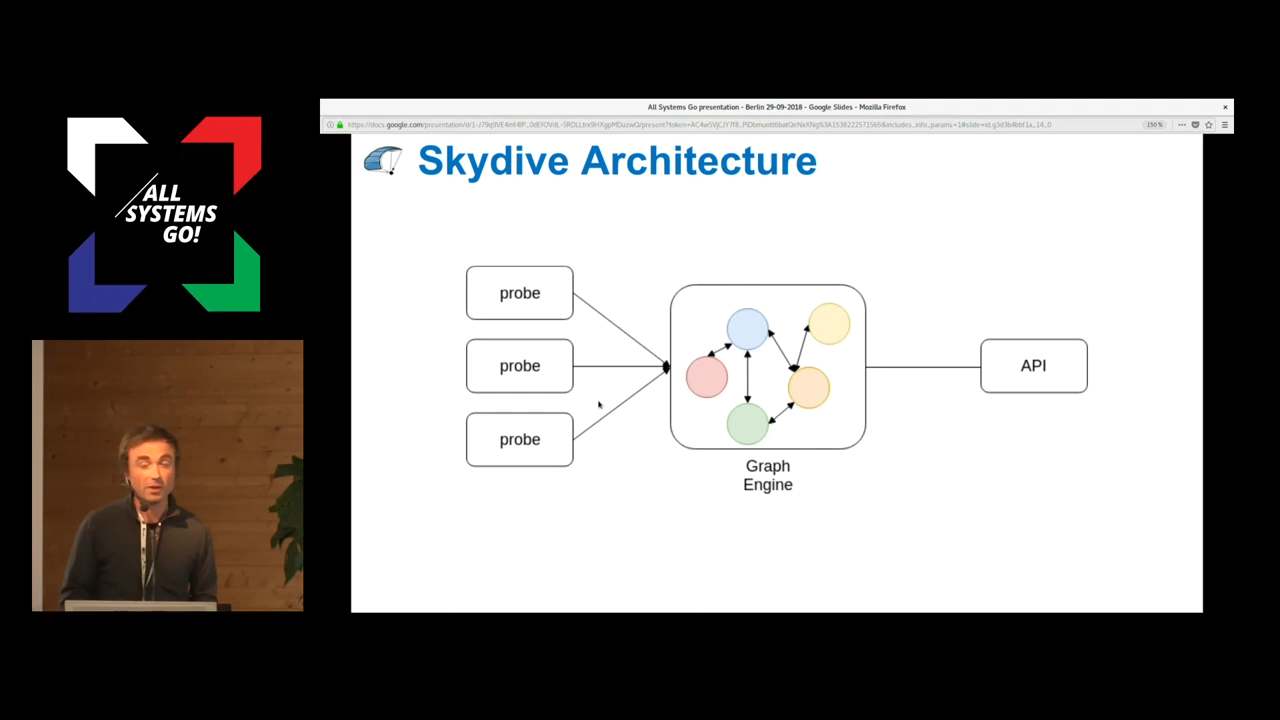 All Systems Go presentation - Berlin 29-09-2018 - Google Slides - Mozilla Firefox
150%
Skydive Architecture
ALL
SYSTEMS
GO!
probe
probe
probe
API
Graph
Engine